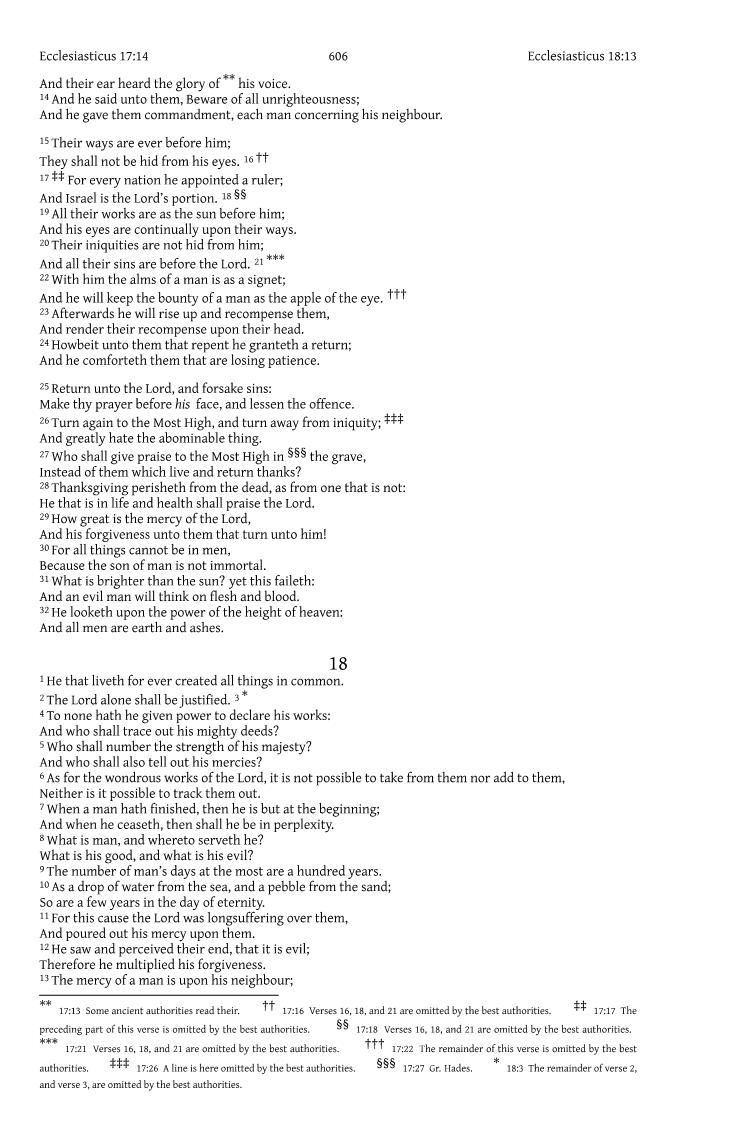 Ecclesiasticus 17:14 606 Ecclesiasticus 18:13
And their ear heard the glory of ** his voice.
14 And he said unto them, Beware of all unrighteousness;
And he gave them commandment, each man concerning his neighbour.
15 Their ways are ever before him;
They shall not be hid from his eyes. 16 ††
17 ‡‡ For every nation he appointed a ruler;
And Israel is the Lord’s portion. 18 §§
19 All their works are as the sun before him;
And his eyes are continually upon their ways.
20 Their iniquities are not hid from him;
And all their sins are before the Lord. 21 ***
22 With him the alms of a man is as a signet;
And he will keep the bounty of a man as the apple of the eye. †††
23 Afterwards he will rise up and recompense them,
And render their recompense upon their head.
24 Howbeit unto them that repent he granteth a return;
And he comforteth them that are losing patience.
25 Return unto the Lord, and forsake sins:
Make thy prayer before his face, and lessen the offence.
26 Turn again to the Most High, and turn away from iniquity; ‡‡‡
And greatly hate the abominable thing.
27 Who shall give praise to the Most High in §§§ the grave,
Instead of them which live and return thanks?
28 Thanksgiving perisheth from the dead, as from one that is not:
He that is in life and health shall praise the Lord.
29 How great is the mercy of the Lord,
And his forgiveness unto them that turn unto him!
30 For all things cannot be in men,
Because the son of man is not immortal.
31 What is brighter than the sun? yet this faileth:
And an evil man will think on flesh and blood.
32 He looketh upon the power of the height of heaven:
And all men are earth and ashes.
18
1 He that liveth for ever created all things in common.
2 The Lord alone shall be justified. 3 *
4 To none hath he given power to declare his works:
And who shall trace out his mighty deeds?
5 Who shall number the strength of his majesty?
And who shall also tell out his mercies?
6 As for the wondrous works of the Lord, it is not possible to take from them nor add to them,
Neither is it possible to track them out.
7 When a man hath finished, then he is but at the beginning;
And when he ceaseth, then shall he be in perplexity.
8 What is man, and whereto serveth he?
What is his good, and what is his evil?
9 The number of man’s days at the most are a hundred years.
10 As a drop of water from the sea, and a pebble from the sand;
So are a few years in the day of eternity.
11 For this cause the Lord was longsuffering over them,
And poured out his mercy upon them.
12 He saw and perceived their end, that it is evil;
Therefore he multiplied his forgiveness.
13 The mercy of a man is upon his neighbour;
** 17:13 Some ancient authorities read their. †† 17:16 Verses 16, 18, and 21 are omitted by the best authorities. ‡‡ 17:17 The
preceding part of this verse is omitted by the best authorities. §§ 17:18 Verses 16, 18, and 21 are omitted by the best authorities.
*** 17:21 Verses 16, 18, and 21 are omitted by the best authorities. ††† 17:22 The remainder of this verse is omitted by the best
authorities. ‡‡‡ 17:26 A line is here omitted by the best authorities. §§§ 17:27 Gr. Hades. * 18:3 The remainder of verse 2,
and verse 3, are omitted by the best authorities.